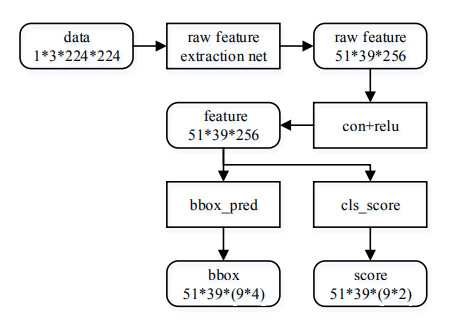 data
1*3*224*224
raw feature
extraction net
raw feature
51*39*256
feature
51*39*256
con+relu
bbox_pred
cls_score
bbox
51*39*(9*4)
score
51*39*(9*2)